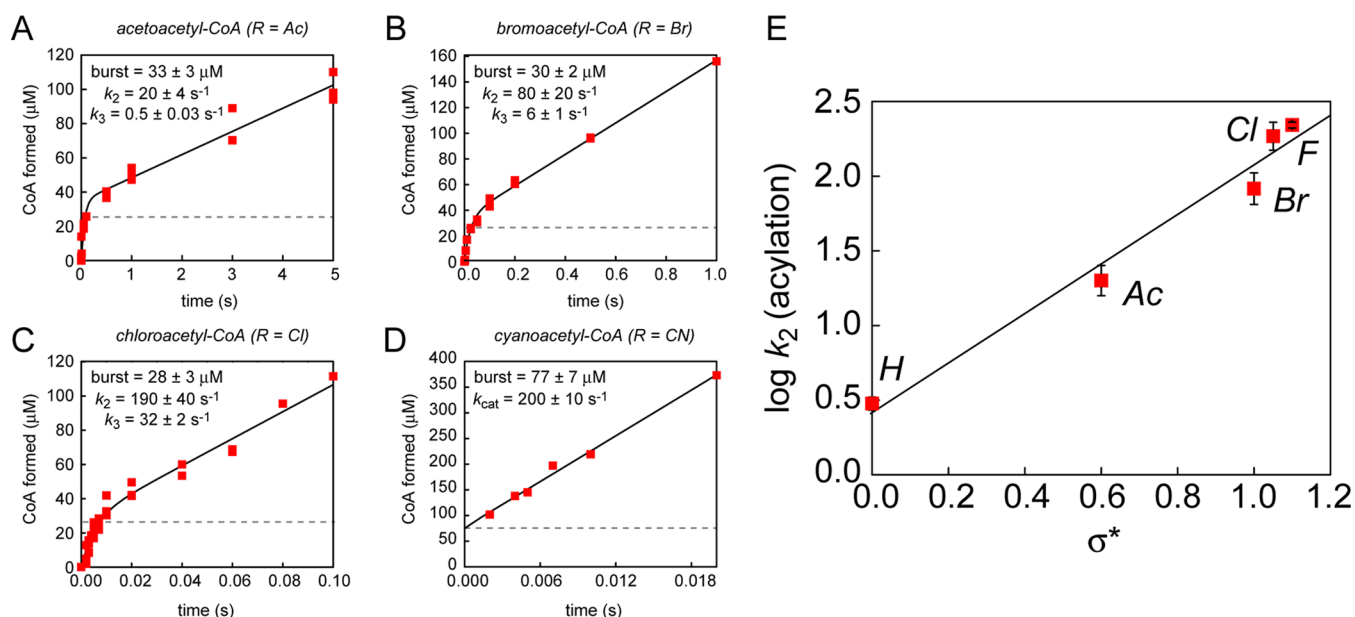 A
acetoacetyl-CoA (R = Ac)
burst = 33 ± 3 μM
k2 = 20 ± 4 s-1
k3 = 0.5 ± 0.03 s-1
CoA formed (μM)
120
100
80
60
40
20
0
0 1 2 3 4 5
time (s)
B
bromoacetyl-CoA (R = Br)
burst = 30 ± 2 μM
k2 = 80 ± 20 s-1
k3 = 6 ± 1 s-1
CoA formed (μM)
160
140
120
100
80
60
40
20
0
0.0 0.2 0.4 0.6 0.8 1.0
time (s)
C
chloroacetyl-CoA (R = Cl)
burst = 28 ± 3 μM
k2 = 190 ± 40 s-1
k3 = 32 ± 2 s-1
CoA formed (μM)
120
100
80
60
40
20
0
0.00 0.02 0.04 0.06 0.08 0.10
time (s)
D
cyanoacetyl-CoA (R = CN)
burst = 77 ± 7 μM
kcat = 200 ± 10 s-1
CoA formed (μM)
400
350
300
250
200
150
100
50
0
0.000 0.006 0.012 0.018
time (s)
E
log k2 (acylation)
2.5
2.0
1.5
1.0
0.5
0.0
H
Ac
Br
Cl
F
0.0 0.2 0.4 0.6 0.8 1.0 1.2
σ*